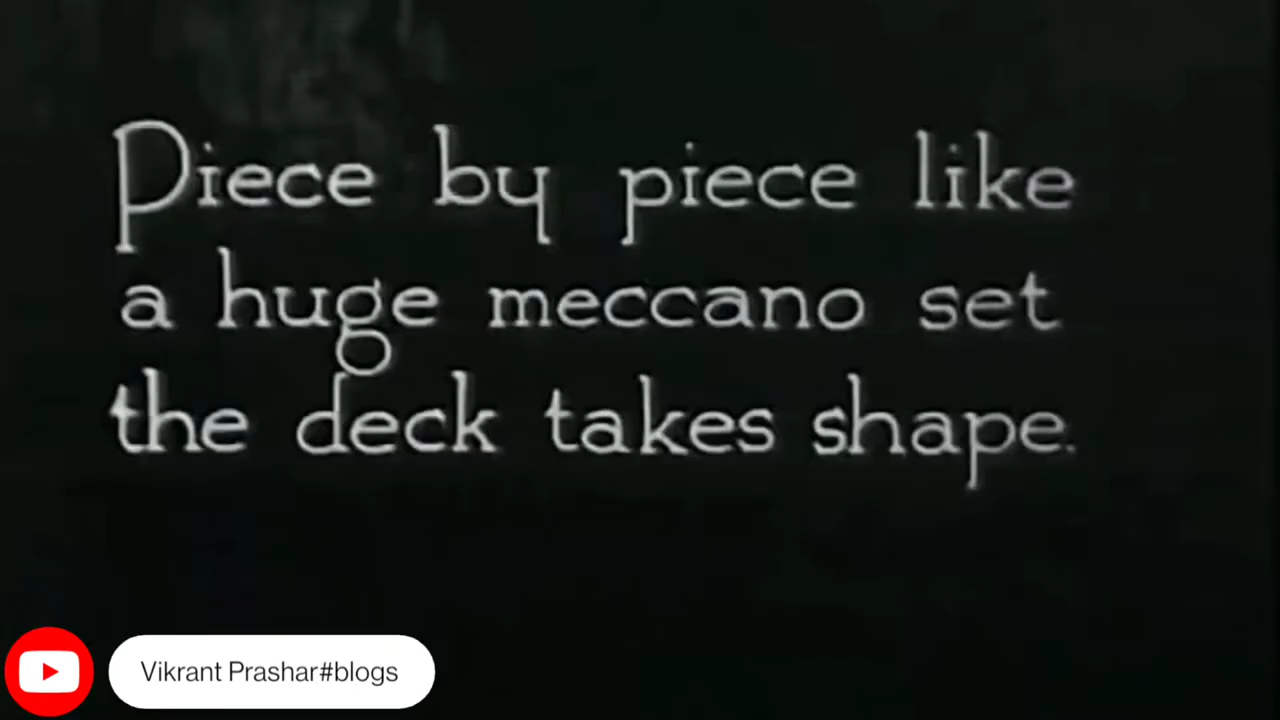 Piece by piece like
a huge meccano set
the deck takes shape.
Vikrant Prashar#blogs